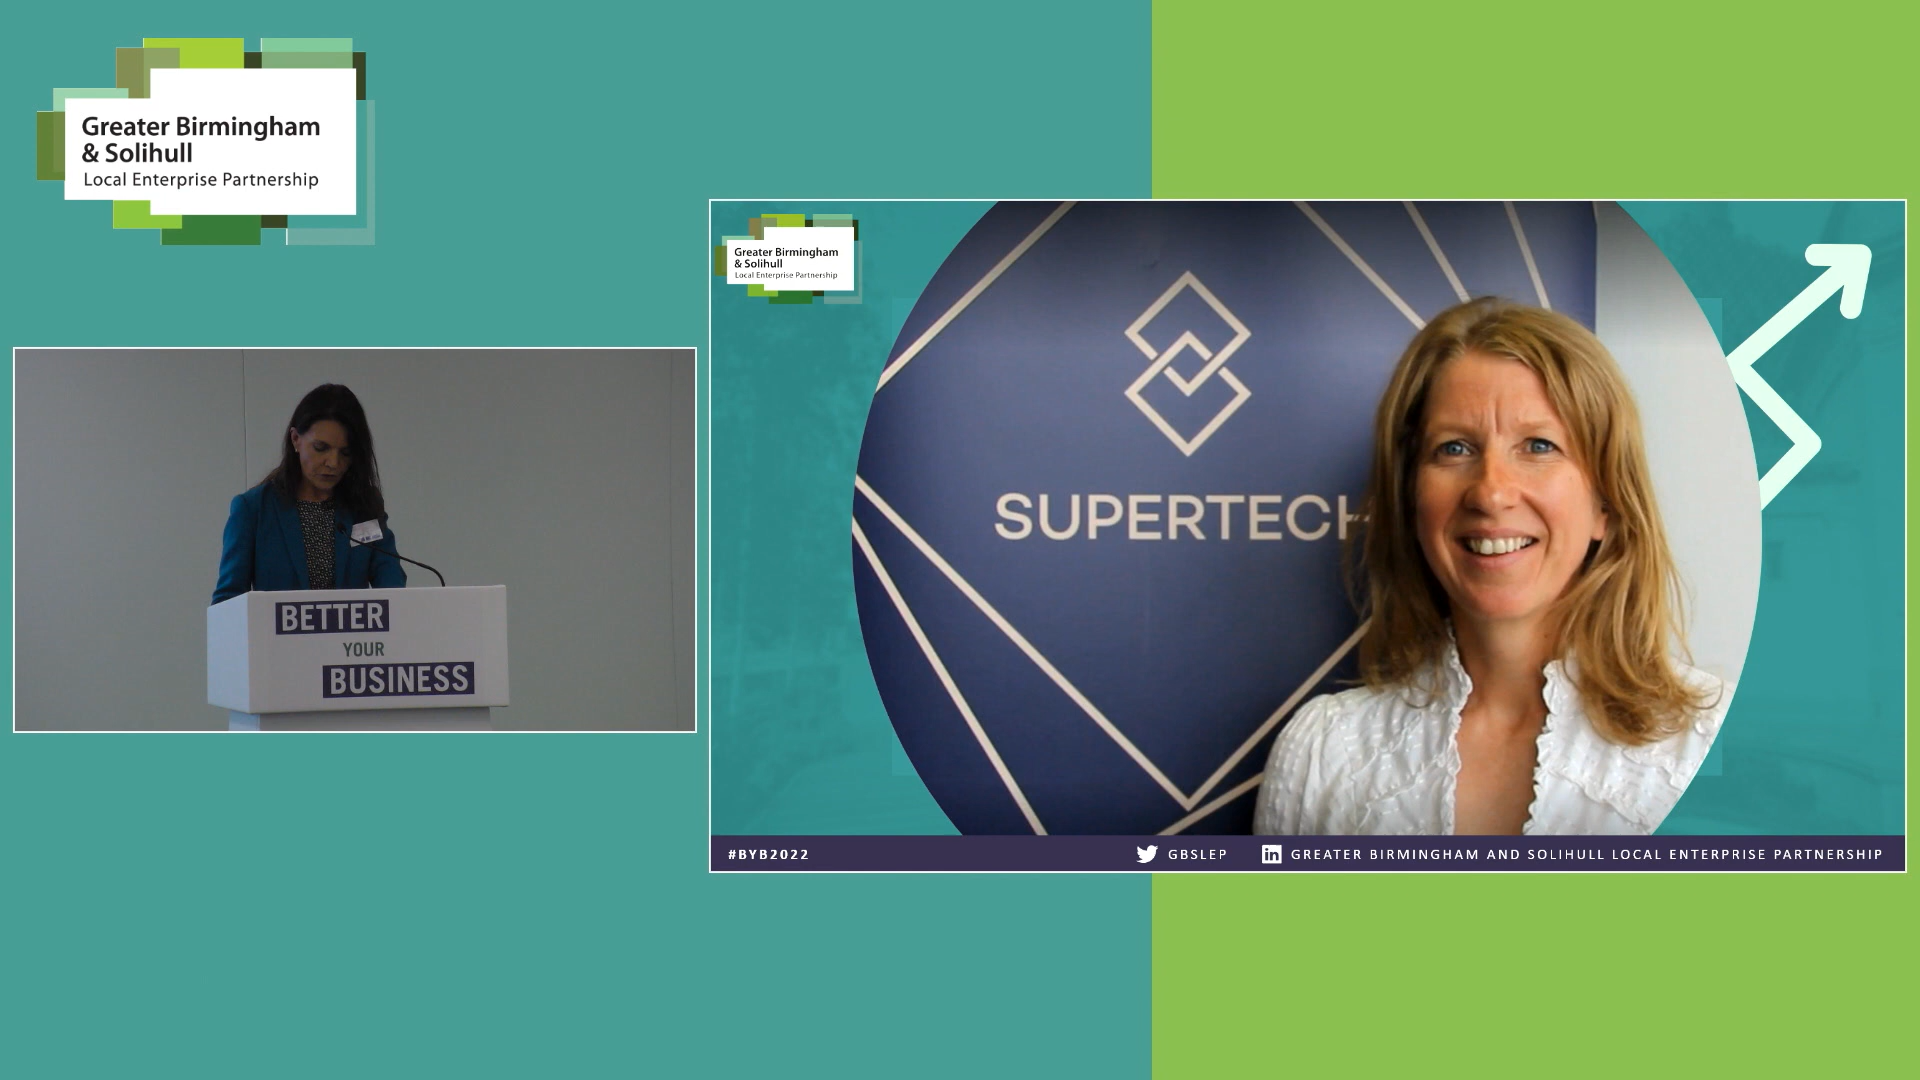 Greater Birmingham
& Solihull
Local Enterprise Partnership
BETTER
YOUR
BUSINESS
Greater Birmingham
& Solihull
Local Enterprise Partnership
SUPERTECH
#BYB2022
GBSLEP
GREATER BIRMINGHAM AND SOLIHULL LOCAL ENTERPRISE PARTNERSHIP